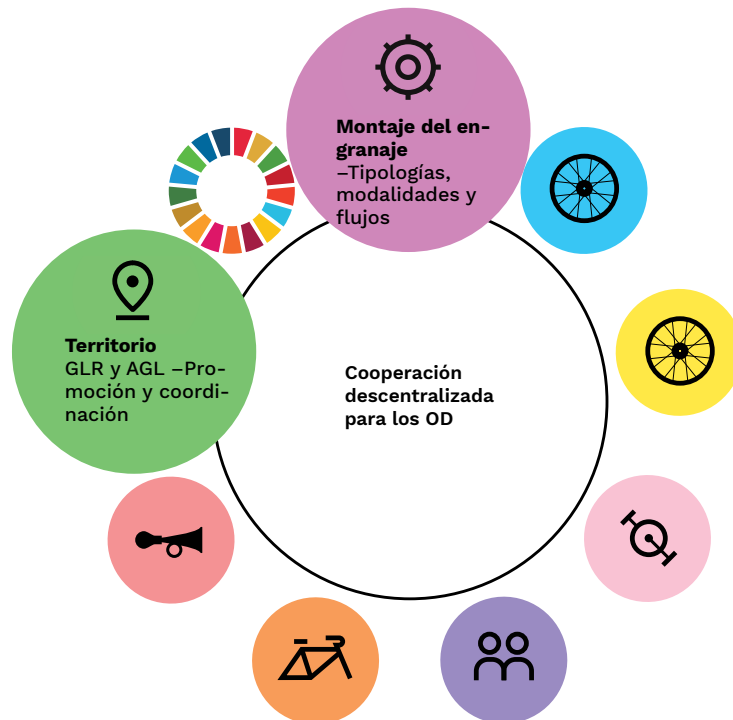 Montaje del en-
granaje
–Tipologías,
modalidades y
flujos
Territorio
GLR y AGL –Pro-
moción y coordi-
nación
Cooperación
descentralizada
para los OD